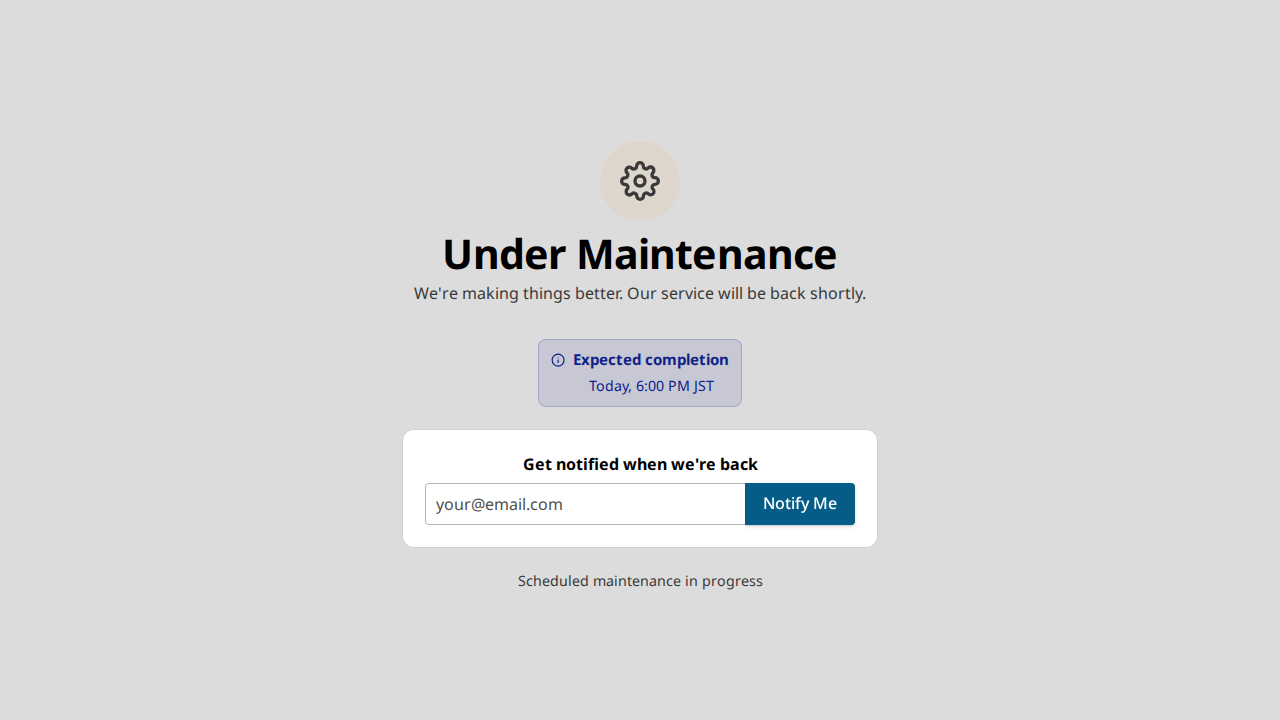 Under Maintenance
We're making things better. Our service will be back shortly.
Expected completion
Today, 6:00 PM JST
Get notified when we're back
your@email.com
Notify Me
Scheduled maintenance in progress